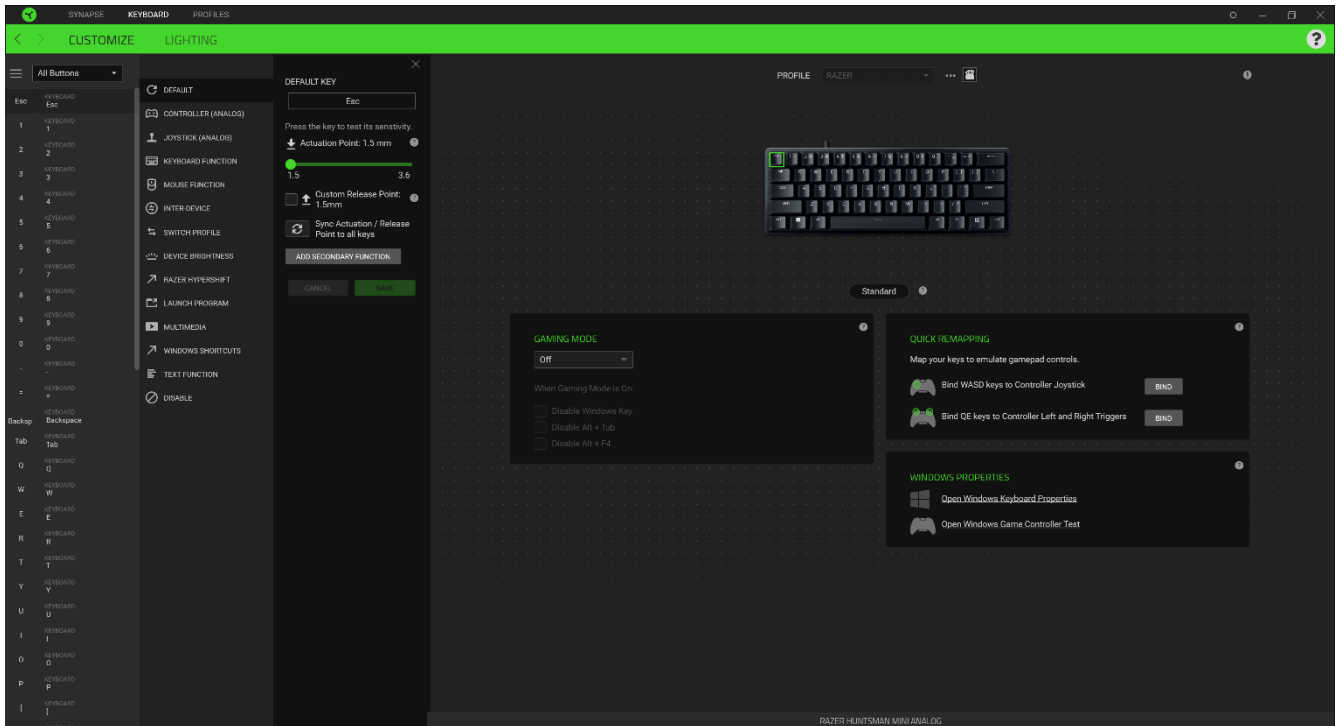 SYNAPSE KEYBOARD PROFILES
CUSTOMIZE LIGHTING
?
All Buttons
Esc KEYBOARD
Esc
1 KEYBOARD
1
2 KEYBOARD
2
3 KEYBOARD
3
4 KEYBOARD
4
5 KEYBOARD
5
6 KEYBOARD
6
7 KEYBOARD
7
8 KEYBOARD
8
9 KEYBOARD
9
0 KEYBOARD
0
- KEYBOARD
-
= KEYBOARD
=
Backsp KEYBOARD
Backspace
Tab KEYBOARD
Tab
Q KEYBOARD
Q
W KEYBOARD
W
E KEYBOARD
E
R KEYBOARD
R
T KEYBOARD
T
Y KEYBOARD
Y
U KEYBOARD
U
I KEYBOARD
I
O KEYBOARD
O
P KEYBOARD
P
[ KEYBOARD
[
DEFAULT
CONTROLLER (ANALOG)
JOYSTICK (ANALOG)
KEYBOARD FUNCTION
MOUSE FUNCTION
INTER-DEVICE
SWITCH PROFILE
DEVICE BRIGHTNESS
RAZER HYPERSHIFT
LAUNCH PROGRAM
MULTIMEDIA
WINDOWS SHORTCUTS
TEXT FUNCTION
DISABLE
DEFAULT KEY
Esc
Press the key to test its senstivity.
Actuation Point: 1.5 mm
1.5 3.6
Custom Release Point:
1.5mm
Sync Actuation / Release
Point to all keys
ADD SECONDARY FUNCTION
CANCEL SAVE
PROFILE RAZER
Standard
GAMING MODE
Off
When Gaming Mode is On:
Disable Windows Key
Disable Alt + Tab
Disable Alt + F4
QUICK REMAPPING
Map your keys to emulate gamepad controls.
Bind WASD keys to Controller Joystick BIND
Bind QE keys to Controller Left and Right Triggers BIND
WINDOWS PROPERTIES
Open Windows Keyboard Properties
Open Windows Game Controller Test
RAZER HUNTSMAN MINI ANALOG